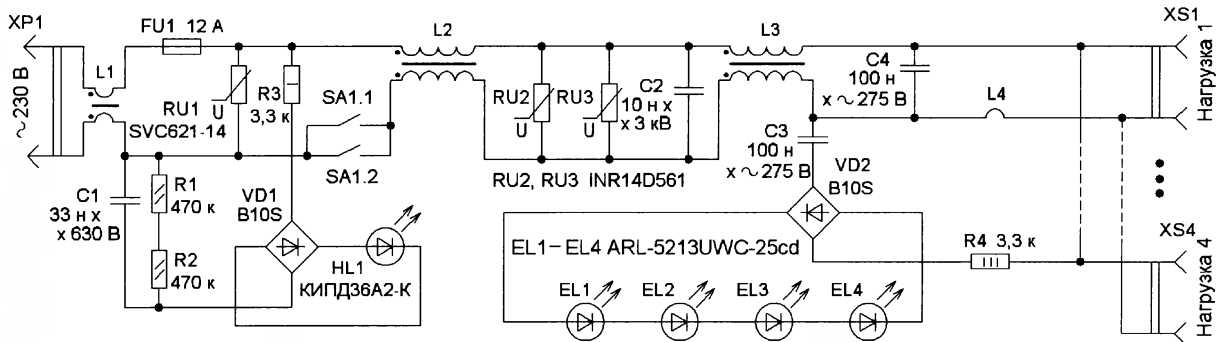 XP1
~230 В
L1
FU1 12 А
RU1
U
SVC621-14
R3
3,3 к
SA1.1
SA1.2
L2
RU2
U
RU3
U
C2
10 н х
х 3 кВ
RU2, RU3 INR14D561
L3
C4
100 н
х ~ 275 В
L4
C3
100 н
х ~ 275 В
XS1
Нагрузка 1
C1
33 н х
х 630 В
R1
470 к
R2
470 к
VD1
B10S
HL1
КИПД36А2-К
VD2
B10S
EL1–EL4 ARL-5213UWC-25cd
EL1
EL2
EL3
EL4
R4 3,3 к
XS4
Нагрузка 4